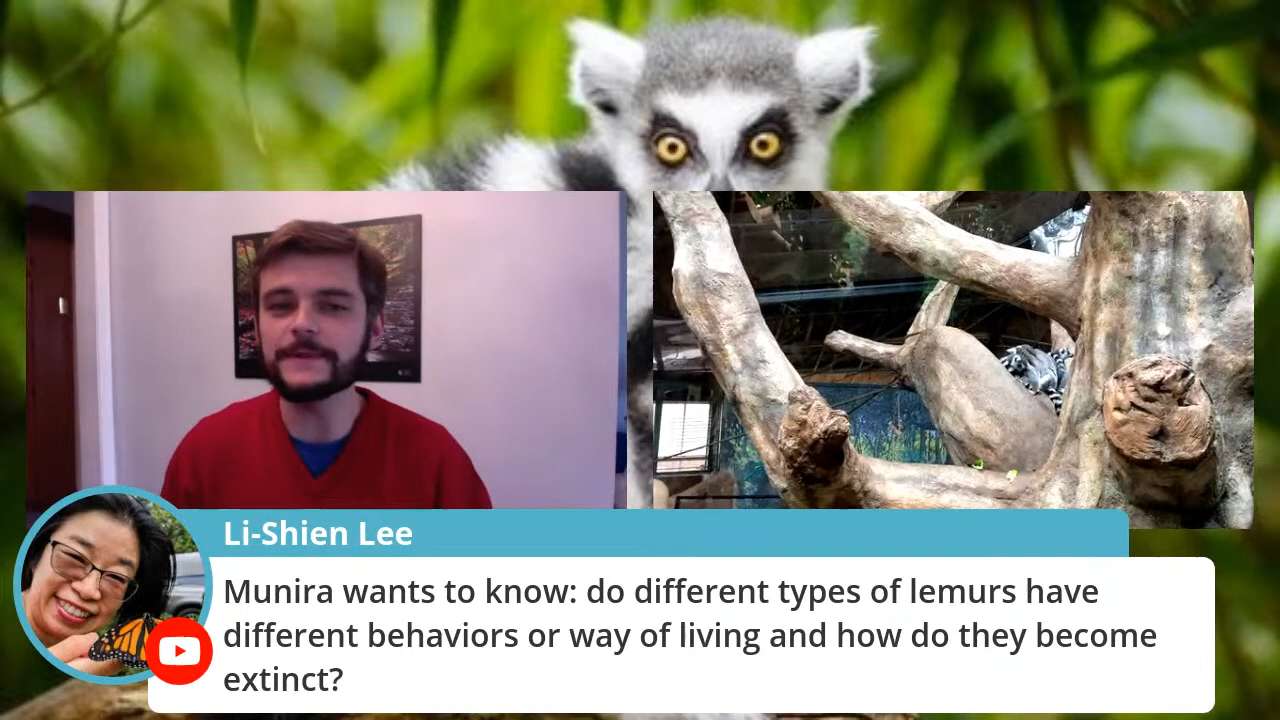 Li-Shien Lee
Munira wants to know: do different types of lemurs have
different behaviors or way of living and how do they become
extinct?